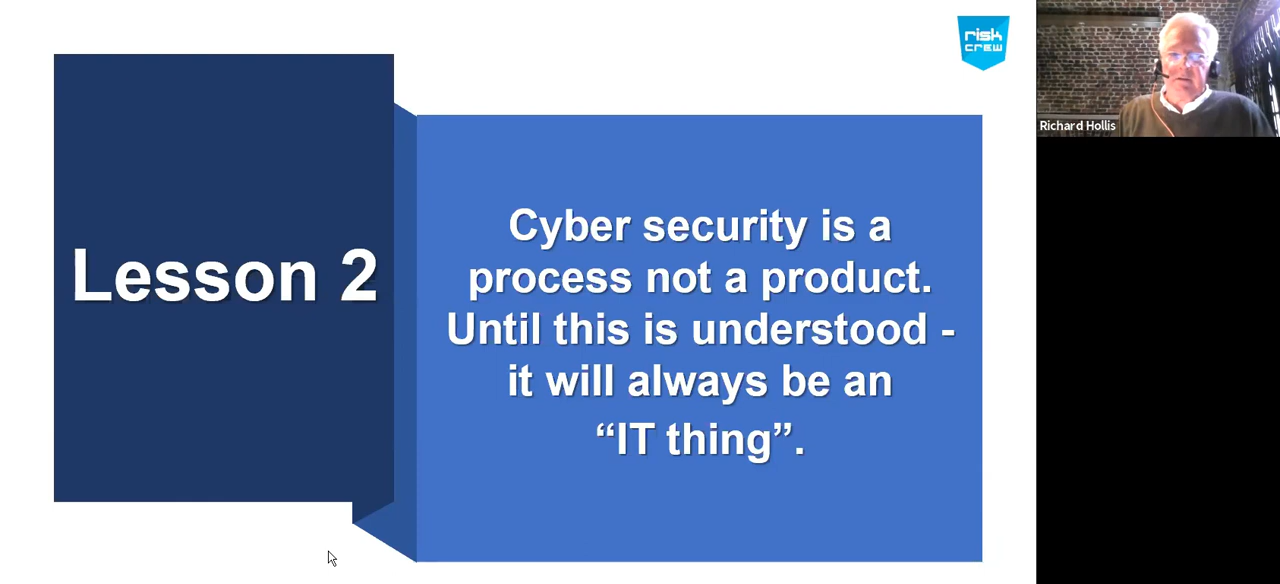 risk
crew
Richard Hollis
Lesson 2
Cyber security is a
process not a product.
Until this is understood -
it will always be an
“IT thing”.